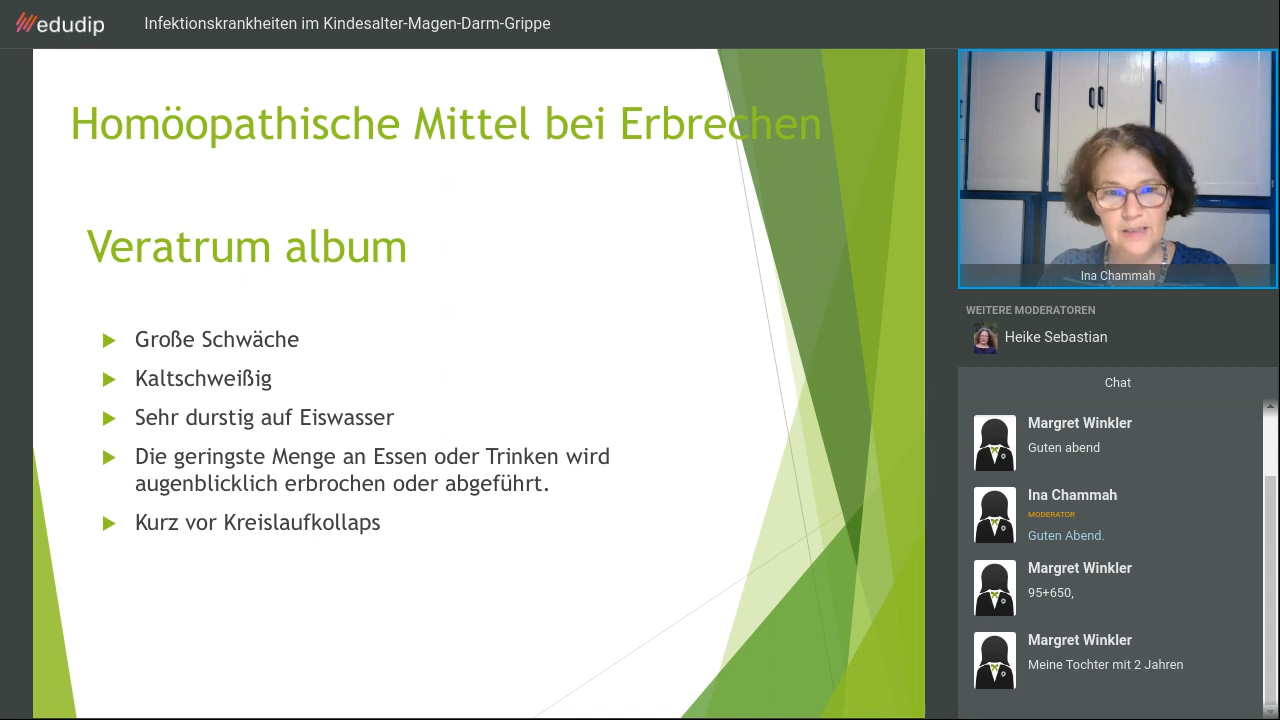 edudip
Infektionskrankheiten im Kindesalter-Magen-Darm-Grippe
Homöopathische Mittel bei Erbrechen
Veratrum album
Große Schwäche
Kaltschweißig
Sehr durstig auf Eiswasser
Die geringste Menge an Essen oder Trinken wird
augenblicklich erbrochen oder abgeführt.
Kurz vor Kreislaufkollaps
Ina Chammah
WEITERE MODERATOREN
Heike Sebastian
Chat
Margret Winkler
Guten abend
Ina Chammah
MODERATOR
Guten Abend.
Margret Winkler
95+650,
Margret Winkler
Meine Tochter mit 2 Jahren